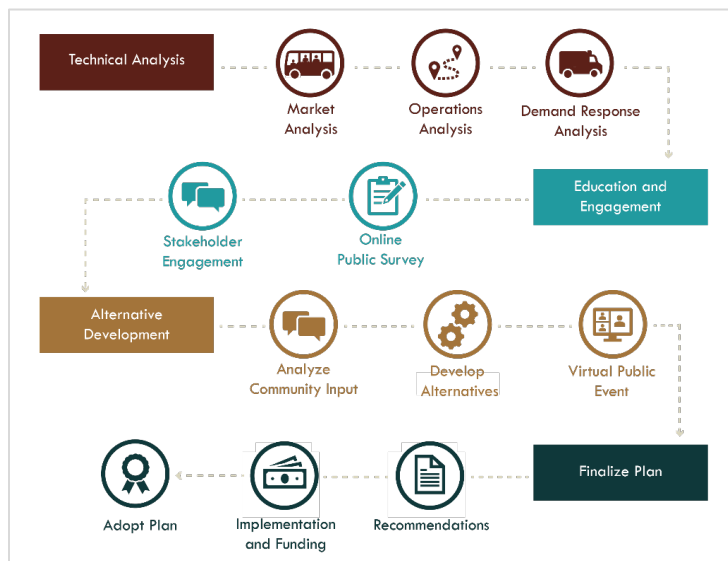 Technical Analysis
Market
Analysis
Operations
Analysis
Demand Response
Analysis
Education and
Engagement
Online
Public Survey
Stakeholder
Engagement
Alternative
Development
Analyze
Community Input
Develop
Alternatives
Virtual Public
Event
Finalize Plan
Recommendations
Implementation
and Funding
Adopt Plan